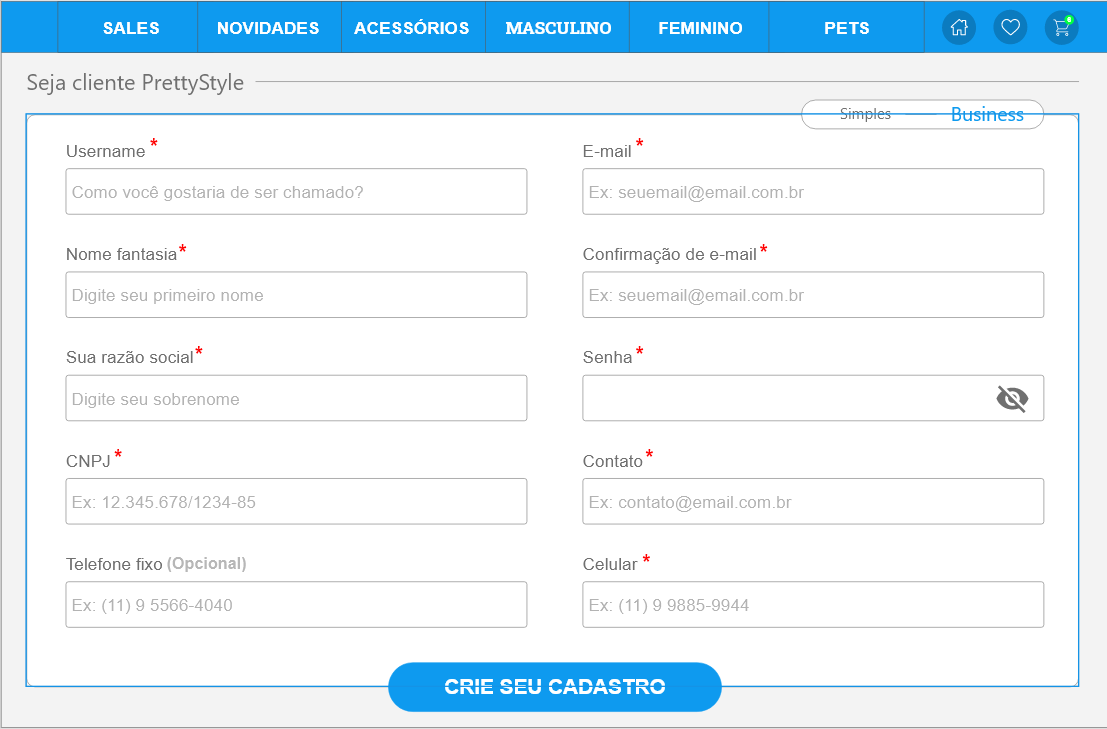 SALES NOVIDADES ACESSÓRIOS MASCULINO FEMININO PETS 6
Seja cliente PrettyStyle
Simples Business
Username * E-mail *
Como você gostaria de ser chamado? Ex: seuemail@email.com.br
Nome fantasia* Confirmação de e-mail*
Digite seu primeiro nome Ex: seuemail@email.com.br
Sua razão social* Senha*
Digite seu sobrenome
CNPJ* Contato*
Ex: 12.345.678/1234-85 Ex: contato@email.com.br
Telefone fixo (Opcional) Celular *
Ex: (11) 9 5566-4040 Ex: (11) 9 9885-9944
CRIE SEU CADASTRO